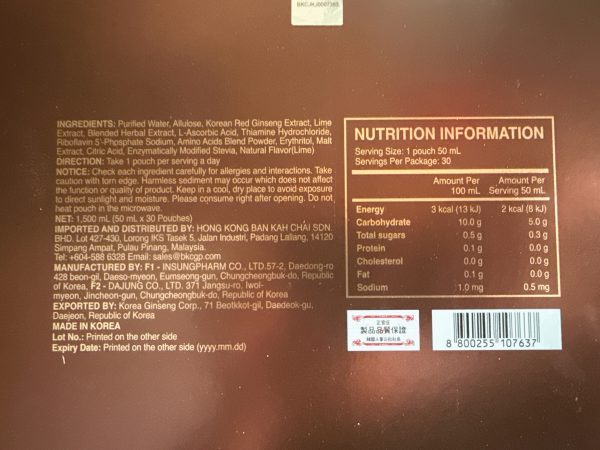 BKCJHJ0007383
INGREDIENTS: Purified Water, Allulose, Korean Red Ginseng Extract, Lime
Extract, Blended Herbal Extract, L-Ascorbic Acid, Thiamine Hydrochloride,
Riboflavin 5'-Phpsphate Sodium, Amino Acids Blend Powder, Erythritol, Malt
Extract, Citric Acid, Enzymatically Modified Stevia, Natural Flavor(Lime)
DIRECTION: Take 1 pouch per serving a day
NOTICE: Check each ingredient carefully for allergies and interactions. Take
caution with torn edge. Harmless sediment may occur which does not affect
the function or quality of product. Keep in a cool, dry place to avoid exposure
to direct sunlight and moisture. Please consume right after opening. Do not
heat pouch in the microwave.
NET: 1,500 mL (50 mL x 30 Pouches)
IMPORTED AND DISTRIBUTED BY: HONG KONG BAN KAH CHAI SDN.
BHD. Lot 427-430, Lorong IKS Tasek 5, Jalan Industri, Padang Laliang, 14120
Simpang Ampat, Pulau Pinang, Malaysia.
Tel: +604-588 6328 Email: sales@bkcgp.com
MANUFACTURED BY: F1 - INSUNGPHARM CO., LTD.57-2, Daedong-ro
428 beon-gil, Daeso-myeon, Eumseong-gun, Chungcheongbuk-do, Republic
of Korea, F2 - DAJUNG CO., LTD. 371 Jangsu-ro, Iwol-
myeon, Jincheon-gun, Chungcheongbuk-do, Republic of Korea
EXPORTED BY: Korea Ginseng Corp., 71 Beotkkot-gil, Daedeok-gu,
Daejeon, Republic of Korea
MADE IN KOREA
Lot No.: Printed on the other side
Expiry Date: Printed on the other side (yyyy.mm.dd)
NUTRITION INFORMATION
Serving Size: 1 pouch 50 mL
Servings Per Package: 30
Amount Per 100 mL Amount Per Serving 50 mL
Energy 3 kcal (13 kJ) 2 kcal (8 kJ)
Carbohydrate 10.0 g 5.0 g
Total sugars 0.5 g 0.3 g
Protein 0.1 g 0.0 g
Cholesterol 0.0 g 0.0 g
Fat 0.1 g 0.0 g
Sodium 1.0 mg 0.5 mg
正官庄
製品品質保證
8 800255 107637